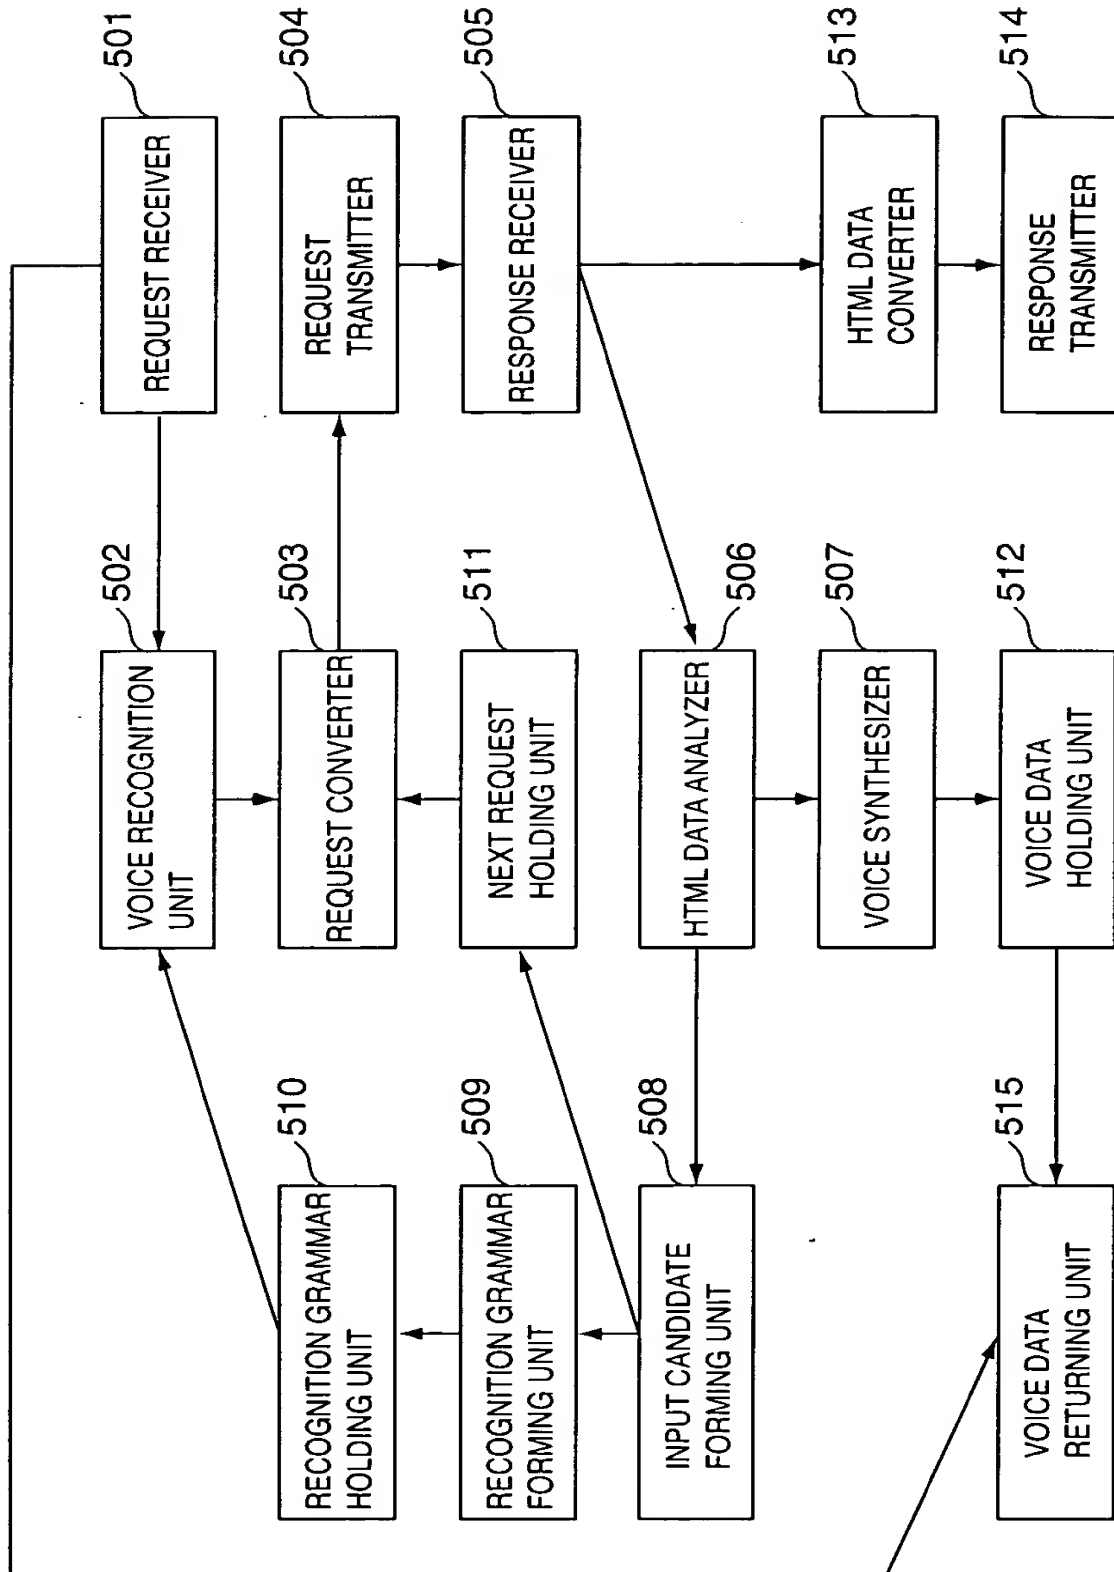 502
VOICE RECOGNITION
UNIT
501
REQUEST RECEIVER
510
RECOGNITION GRAMMAR
HOLDING UNIT
503
REQUEST CONVERTER
504
REQUEST
TRANSMITTER
509
RECOGNITION GRAMMAR
FORMING UNIT
511
NEXT REQUEST
HOLDING UNIT
505
RESPONSE RECEIVER
508
INPUT CANDIDATE
FORMING UNIT
506
HTML DATA ANALYZER
507
VOICE SYNTHESIZER
513
HTML DATA
CONVERTER
515
VOICE DATA
RETURNING UNIT
512
VOICE DATA
HOLDING UNIT
514
RESPONSE
TRANSMITTER